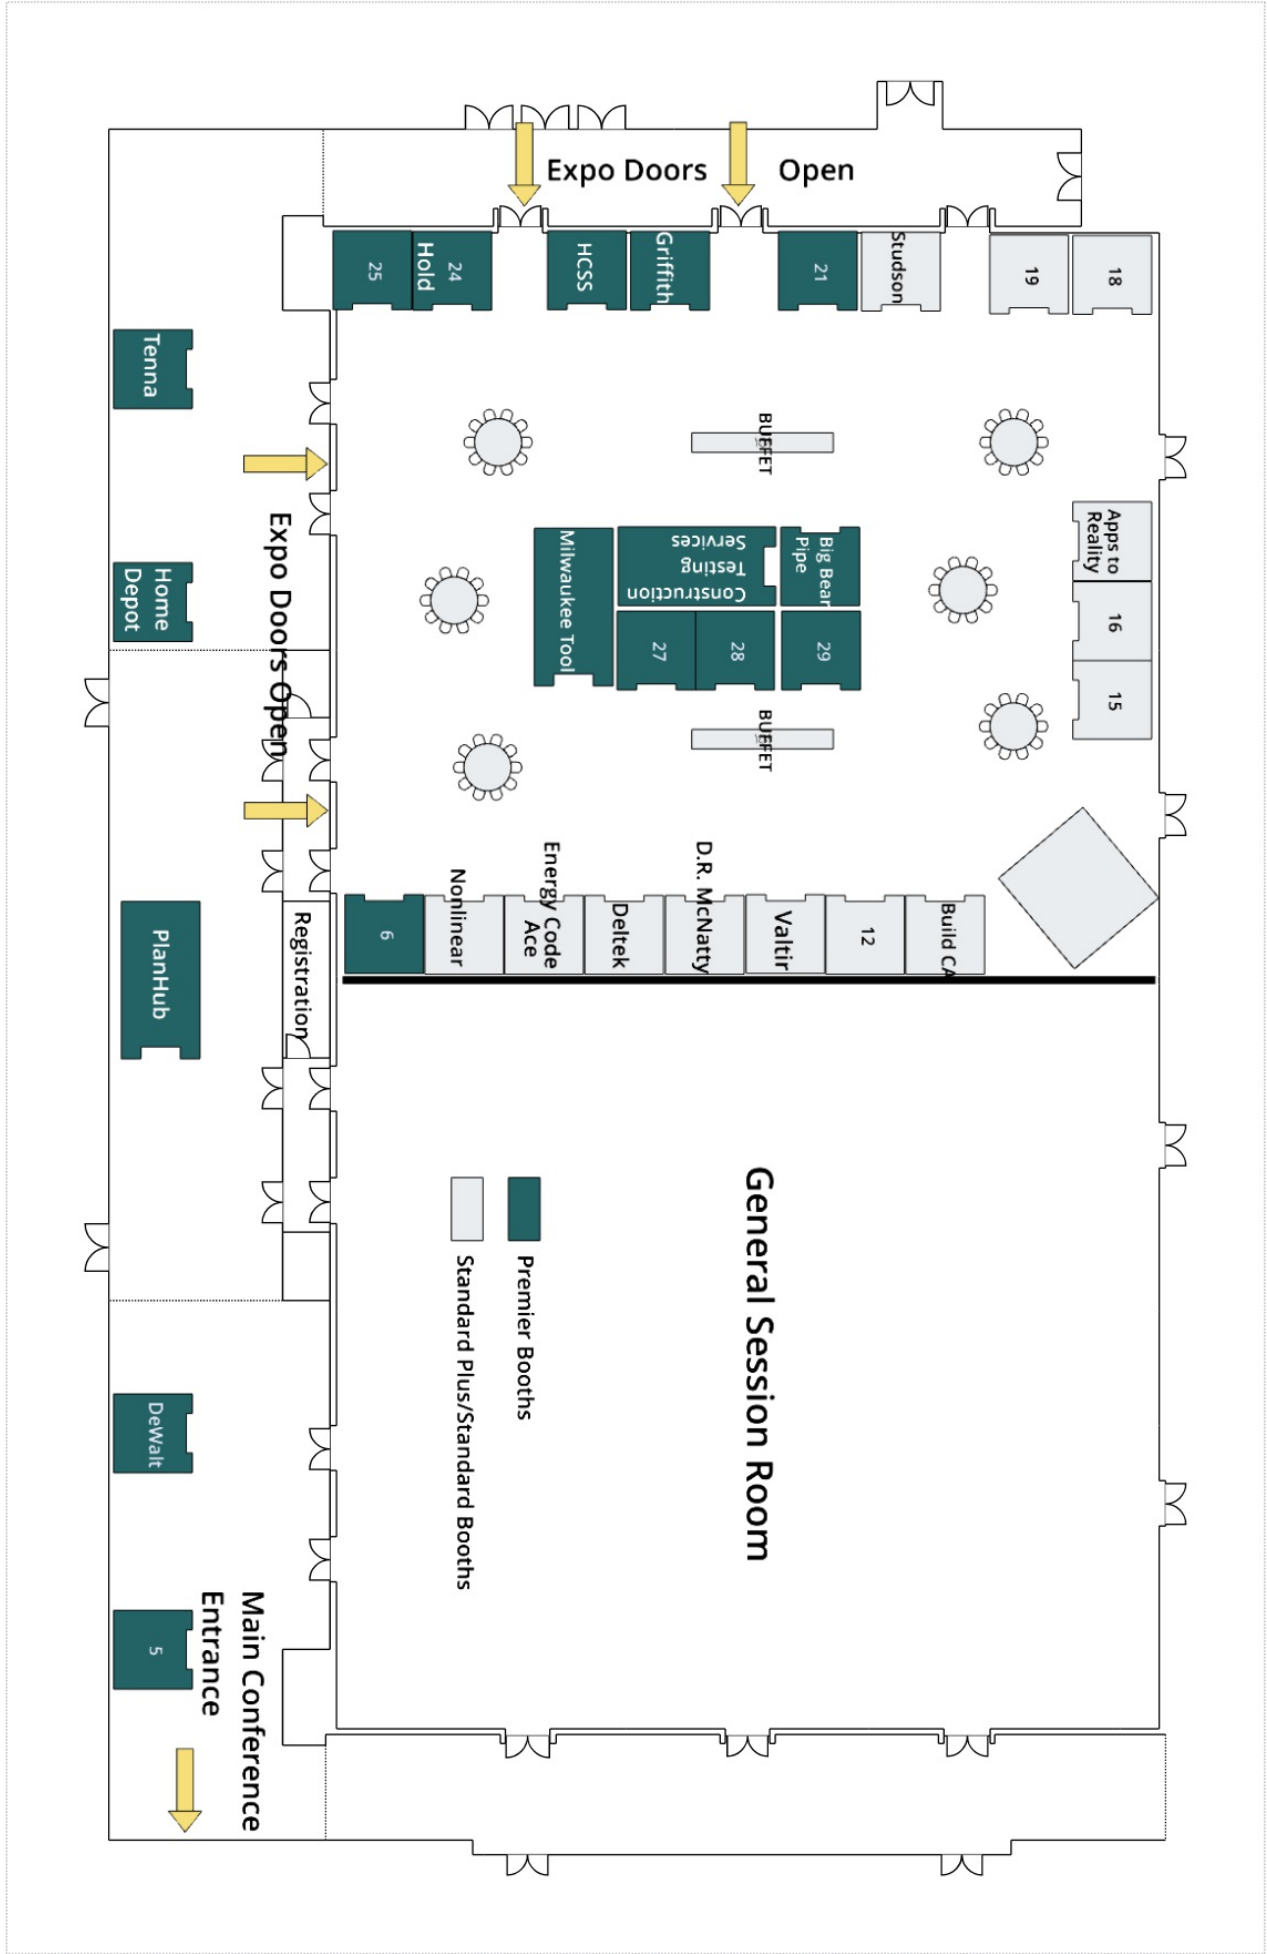 Expo Doors
Open
25
24
Hold
HCSS
Griffith
21
Studson
19
18
Tenna
BUFFET
Expo Doors Open
Home
Depot
Milwaukee Tool
Construction
Testing
Services
Big Bear
Pipe
27
28
29
Apps to
Reality
16
15
BUFFET
PlanHub
Registration
6
Nonlinear
Energy Code
Ace
Deltek
D.R. McNatty
Valtir
12
Build CA
General Session Room
Premier Booths
Standard Plus/Standard Booths
DeWalt
5
Main Conference
Entrance